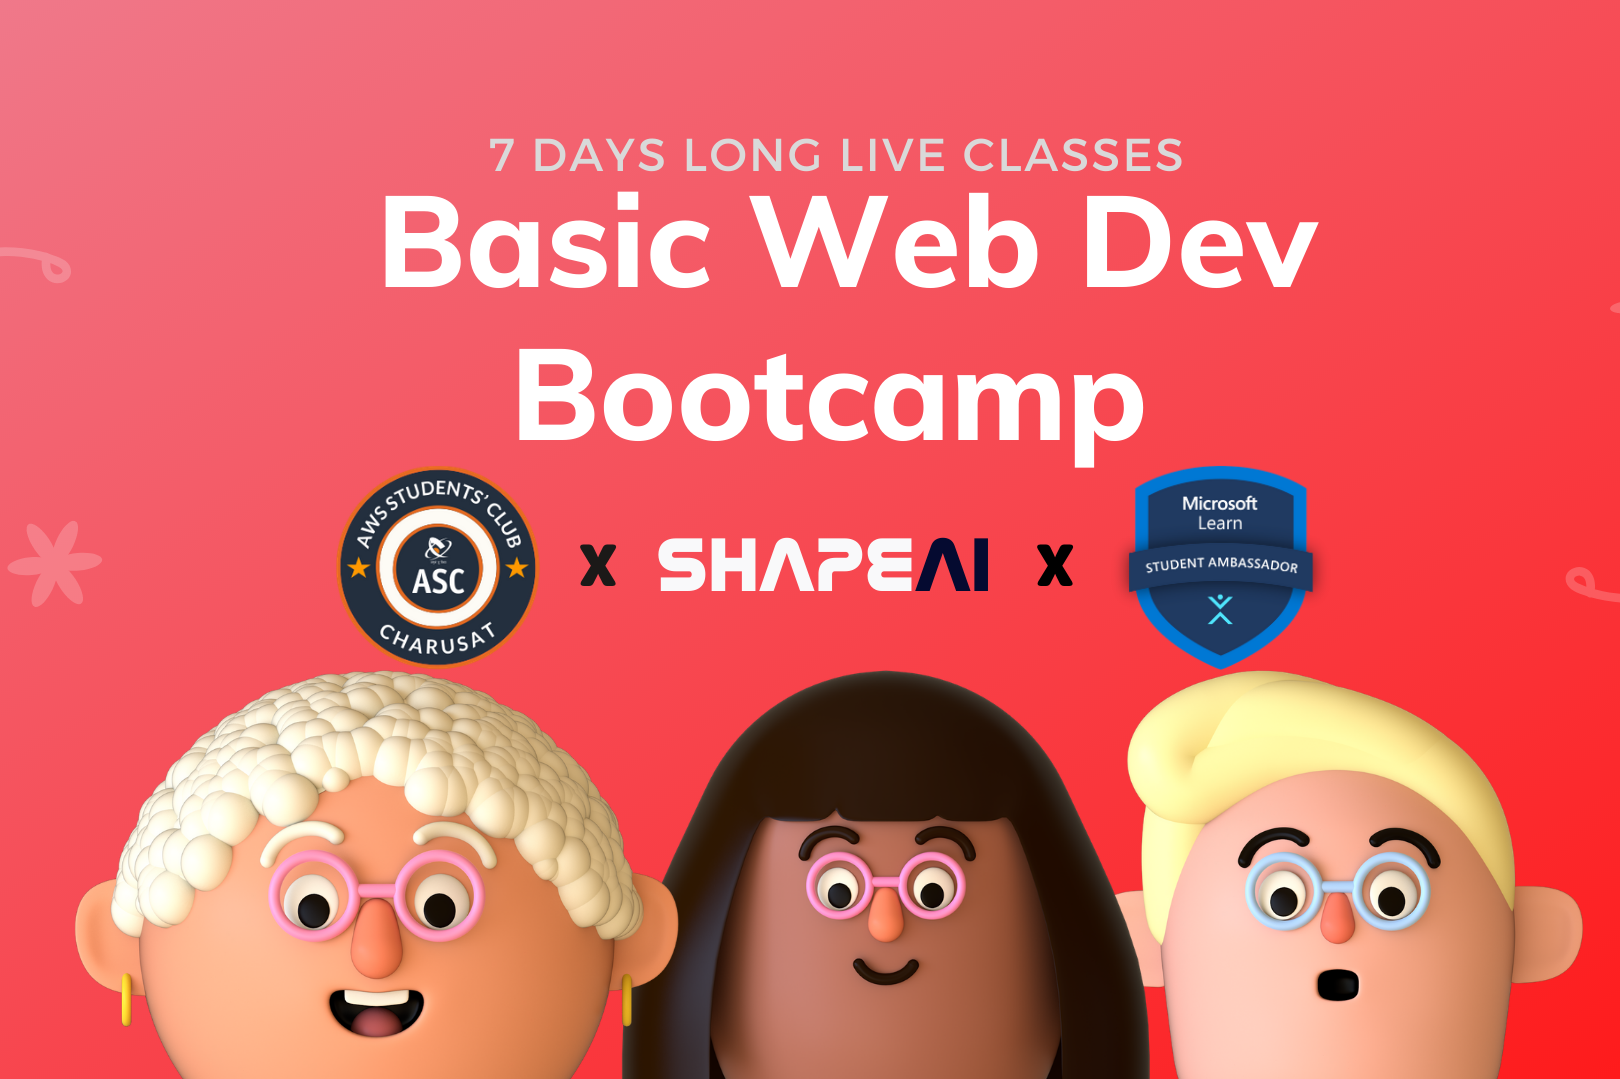 7 DAYS LONG LIVE CLASSES
Basic Web Dev
Bootcamp
AWS STUDENTS' CLUB
ASC
CHARUSAT
X
SHAPEAI
X
Microsoft
Learn
STUDENT AMBASSADOR